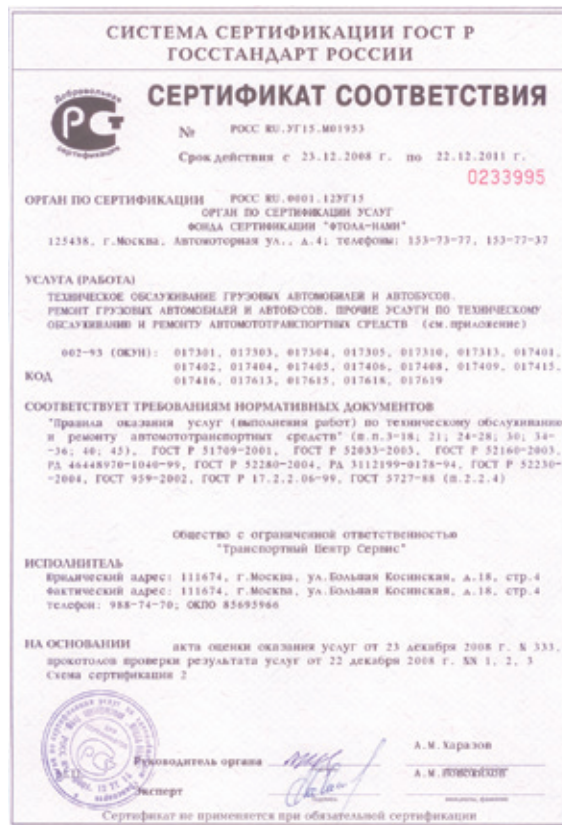 СИСТЕМА СЕРТИФИКАЦИИ ГОСТ Р
ГОССТАНДАРТ РОССИИ
Добровольная
сертификация
СЕРТИФИКАТ СООТВЕТСТВИЯ
№ РОСС RU.УГ15.М01953
Срок действия с 23.12.2008 г. по 22.12.2011 г.
0233995
ОРГАН ПО СЕРТИФИКАЦИИ РОСС RU.0001.12УГ15
ОРГАН ПО СЕРТИФИКАЦИИ УСЛУГ
ФОНДА СЕРТИФИКАЦИИ "ФТОЛА-НАМИ"
125438, г.Москва, Автомоторная ул., д.4; телефоны: 153-73-77, 153-77-37
УСЛУГА (РАБОТА)
ТЕХНИЧЕСКОЕ ОБСЛУЖИВАНИЕ ГРУЗОВЫХ АВТОМОБИЛЕЙ И АВТОБУСОВ.
РЕМОНТ ГРУЗОВЫХ АВТОМОБИЛЕЙ И АВТОБУСОВ. ПРОЧИЕ УСЛУГИ ПО ТЕХНИЧЕСКОМУ
ОБСЛУЖИВАНИЮ И РЕМОНТУ АВТОМОТОТРАНСПОРТНЫХ СРЕДСТВ (см.приложение)
002-93 (ОКУН): 017301, 017303, 017304, 017305, 017310, 017313, 017401,
017402, 017404, 017405, 017406, 017408, 017409, 017415,
КОД 017416, 017613, 017615, 017618, 017619
СООТВЕТСТВУЕТ ТРЕБОВАНИЯМ НОРМАТИВНЫХ ДОКУМЕНТОВ
"Правила оказания услуг (выполнения работ) по техническому обслуживанию
и ремонту автомототранспортных средств" (п.п.3-18; 21; 24-28; 30; 34-
-36; 40; 45), ГОСТ Р 51709-2001, ГОСТ Р 52033-2003, ГОСТ Р 52160-2003,
РД 46448970-1040-99, ГОСТ Р 52280-2004, РД 3112199-0178-94, ГОСТ Р 52230-
-2004, ГОСТ 959-2002, ГОСТ Р 17.2.2.06-99, ГОСТ 5727-88 (п.2.2.4)
Общество с ограниченной ответственностью
"Транспортный Центр Сервис"
ИСПОЛНИТЕЛЬ
Юридический адрес: 111674, г.Москва, ул.Большая Косинская, д.18, стр.4
Фактический адрес: 111674, г.Москва, ул.Большая Косинская, д.18, стр.4
телефон: 988-74-70; ОКПО 85695966
НА ОСНОВАНИИ акта оценки оказания услуг от 23 декабря 2008 г. N 333,
прокотолов проверки результата услуг от 22 декабря 2008 г. NN 1, 2, 3
Схема сертификации 2
Руководитель органа А.М.Харазов
Эксперт А.М.
Сертификат не применяется при обязательной сертификации